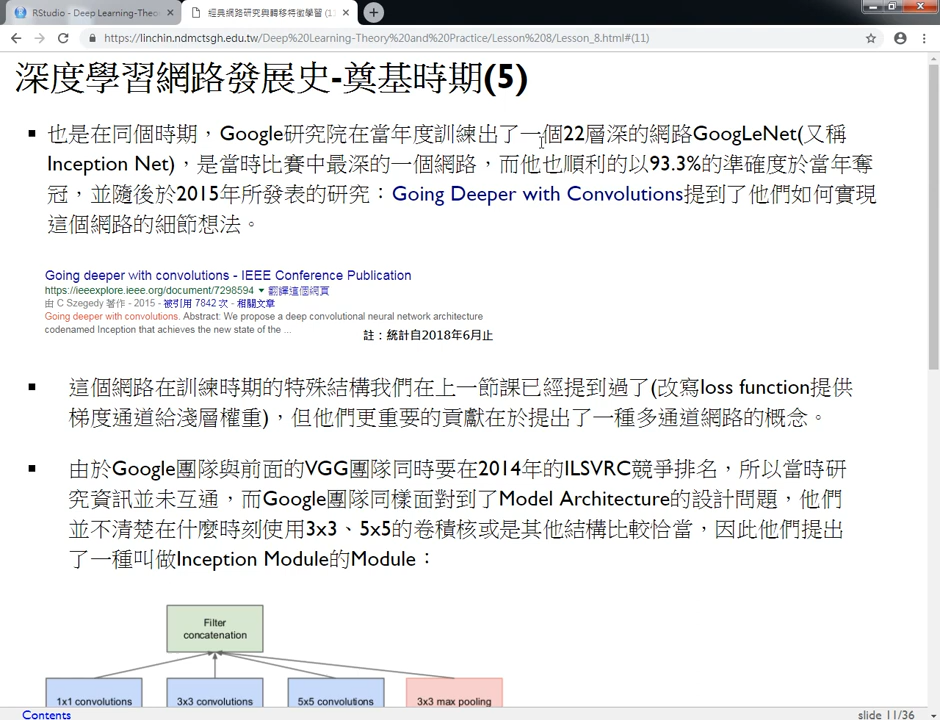 RStudio - Deep Learning-Theo
經典網路研究與轉移特徵學習 (1
https://linchin.ndmctsgh.edu.tw/Deep%20Learning-Theory%20and%20Practice/Lesson%208/Lesson_8.html#(11)
深度學習網路發展史-奠基時期(5)
也是在同個時期，Google研究院在當年度訓練出了一個22層深的網路GoogLeNet(又稱
Inception Net)，是當時比賽中最深的一個網路，而他也順利的以93.3%的準確度於當年奪
冠，並隨後於2015年所發表的研究：Going Deeper with Convolutions提到了他們如何實現
這個網路的細節想法。
Going deeper with convolutions - IEEE Conference Publication
https://ieeexplore.ieee.org/document/7298594 ▼ 翻譯這個網頁
由 C Szegedy 著作 - 2015 - 被引用 7842 次 - 相關文章
Going deeper with convolutions. Abstract: We propose a deep convolutional neural network architecture
codenamed Inception that achieves the new state of the ...
註：統計自2018年6月止
這個網路在訓練時期的特殊結構我們在上一節課已經提到過了(改寫loss function提供
梯度通道給淺層權重)，但他們更重要的貢獻在於提出了一種多通道網路的概念。
由於Google團隊與前面的VGG團隊同時要在2014年的ILSVRC競爭排名，所以當時研
究資訊並未互通，而Google團隊同樣面對到了Model Architecture的設計問題，他們
並不清楚在什麼時刻使用3x3、5x5的卷積核或是其他結構比較恰當，因此他們提出
了一種叫做Inception Module的Module：
Filter
concatenation
1x1 convolutions
3x3 convolutions
5x5 convolutions
3x3 max pooling
Contents
slide 11/36